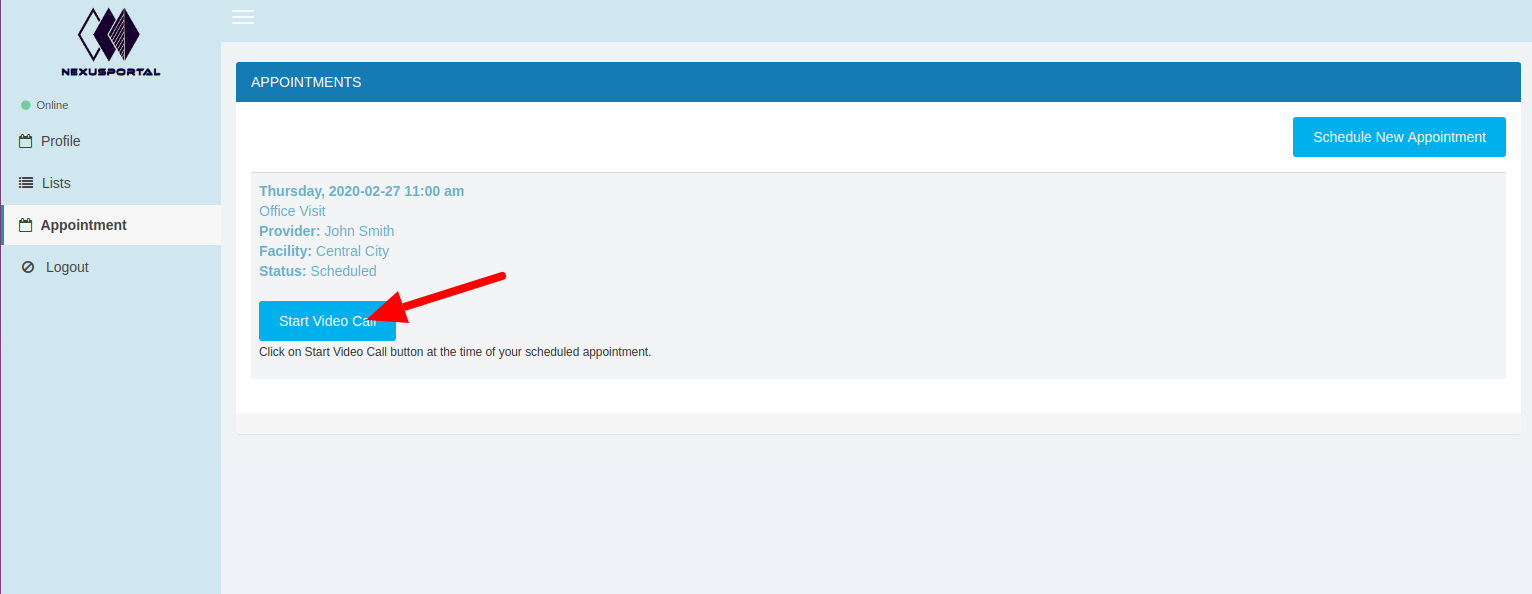 NEXUSPORTAL
Online
Profile
Lists
Appointment
Logout
APPOINTMENTS
Schedule New Appointment
Thursday, 2020-02-27 11:00 am
Office Visit
Provider: John Smith
Facility: Central City
Status: Scheduled
Start Video Call
Click on Start Video Call button at the time of your scheduled appointment.